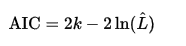 AIC = 2k − 2 ln(L̂)